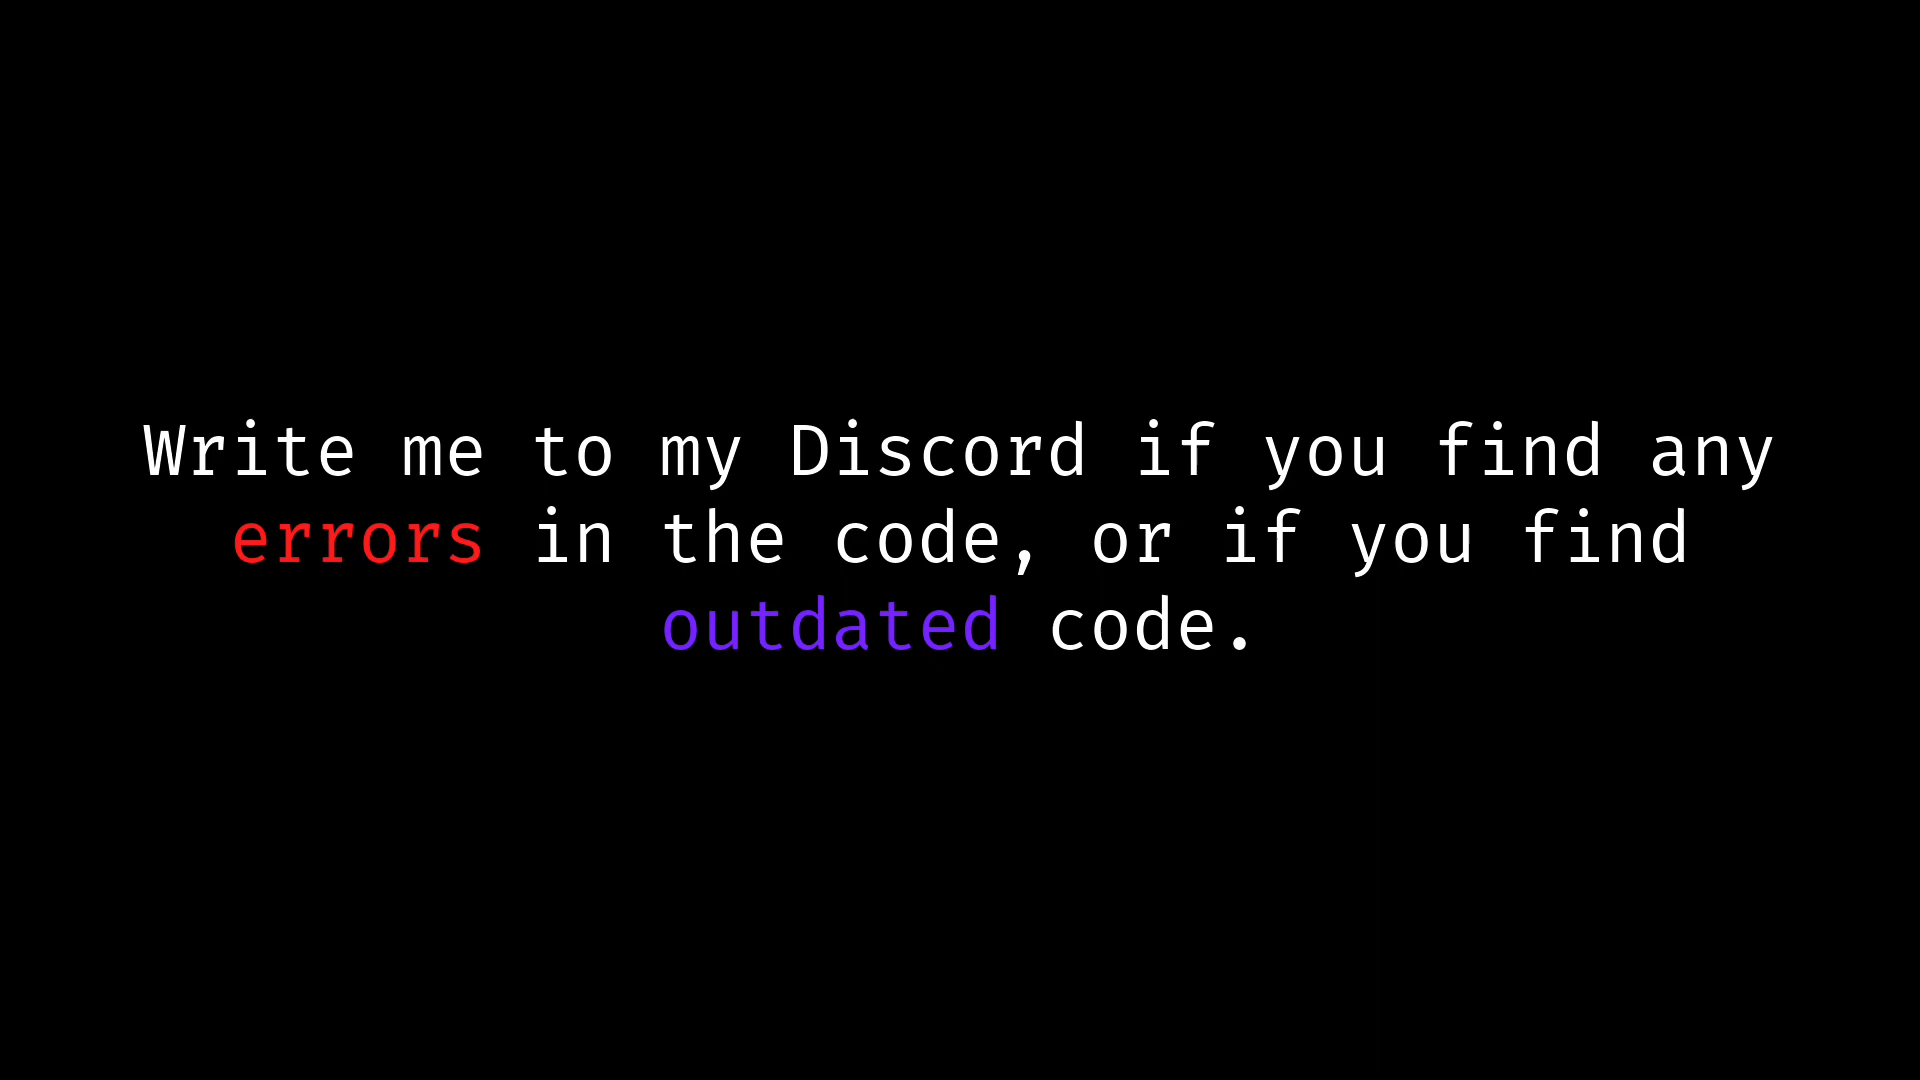 Write me to my Discord if you find any
errors in the code, or if you find
outdated code.